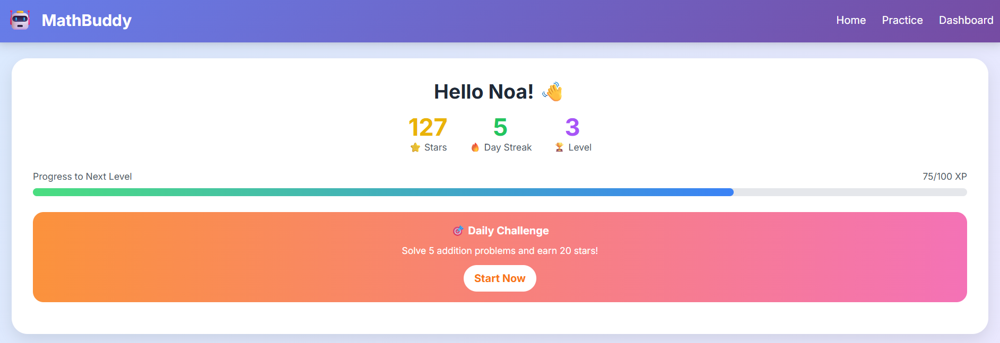 MathBuddy
Home Practice Dashboard
Hello Noa!
127 5 3
Stars Day Streak Level
Progress to Next Level 75/100 XP
Daily Challenge
Solve 5 addition problems and earn 20 stars!
Start Now